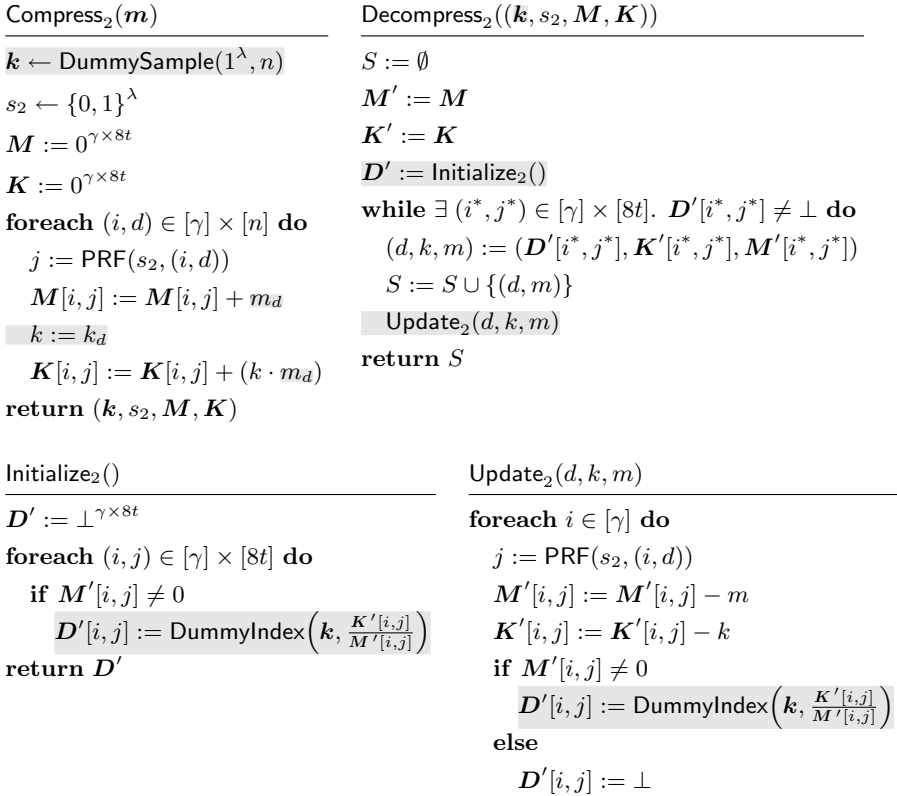 Compress₂(m)
k ← DummySample(1^λ, n)
s₂ ← {0, 1}^λ
M := 0^{γ×8t}
K := 0^{γ×8t}
foreach (i, d) ∈ [γ] × [n] do
j := PRF(s₂, (i, d))
M[i, j] := M[i, j] + m_d
k := k_d
K[i, j] := K[i, j] + (k · m_d)
return (k, s₂, M, K)
Decompress₂((k, s₂, M, K))
S := ∅
M′ := M
K′ := K
D′ := Initialize₂()
while ∃ (i*, j*) ∈ [γ] × [8t]. D′[i*, j*] ≠ ⊥ do
(d, k, m) := (D′[i*, j*], K′[i*, j*], M′[i*, j*])
S := S ∪ {(d, m)}
Update₂(d, k, m)
return S
Initialize₂()
D′ := ⊥^{γ×8t}
foreach (i, j) ∈ [γ] × [8t] do
if M′[i, j] ≠ 0
D′[i, j] := DummyIndex(k, K′[i,j]/M′[i,j])
return D′
Update₂(d, k, m)
foreach i ∈ [γ] do
j := PRF(s₂, (i, d))
M′[i, j] := M′[i, j] − m
K′[i, j] := K′[i, j] − k
if M′[i, j] ≠ 0
D′[i, j] := DummyIndex(k, K′[i,j]/M′[i,j])
else
D′[i, j] := ⊥